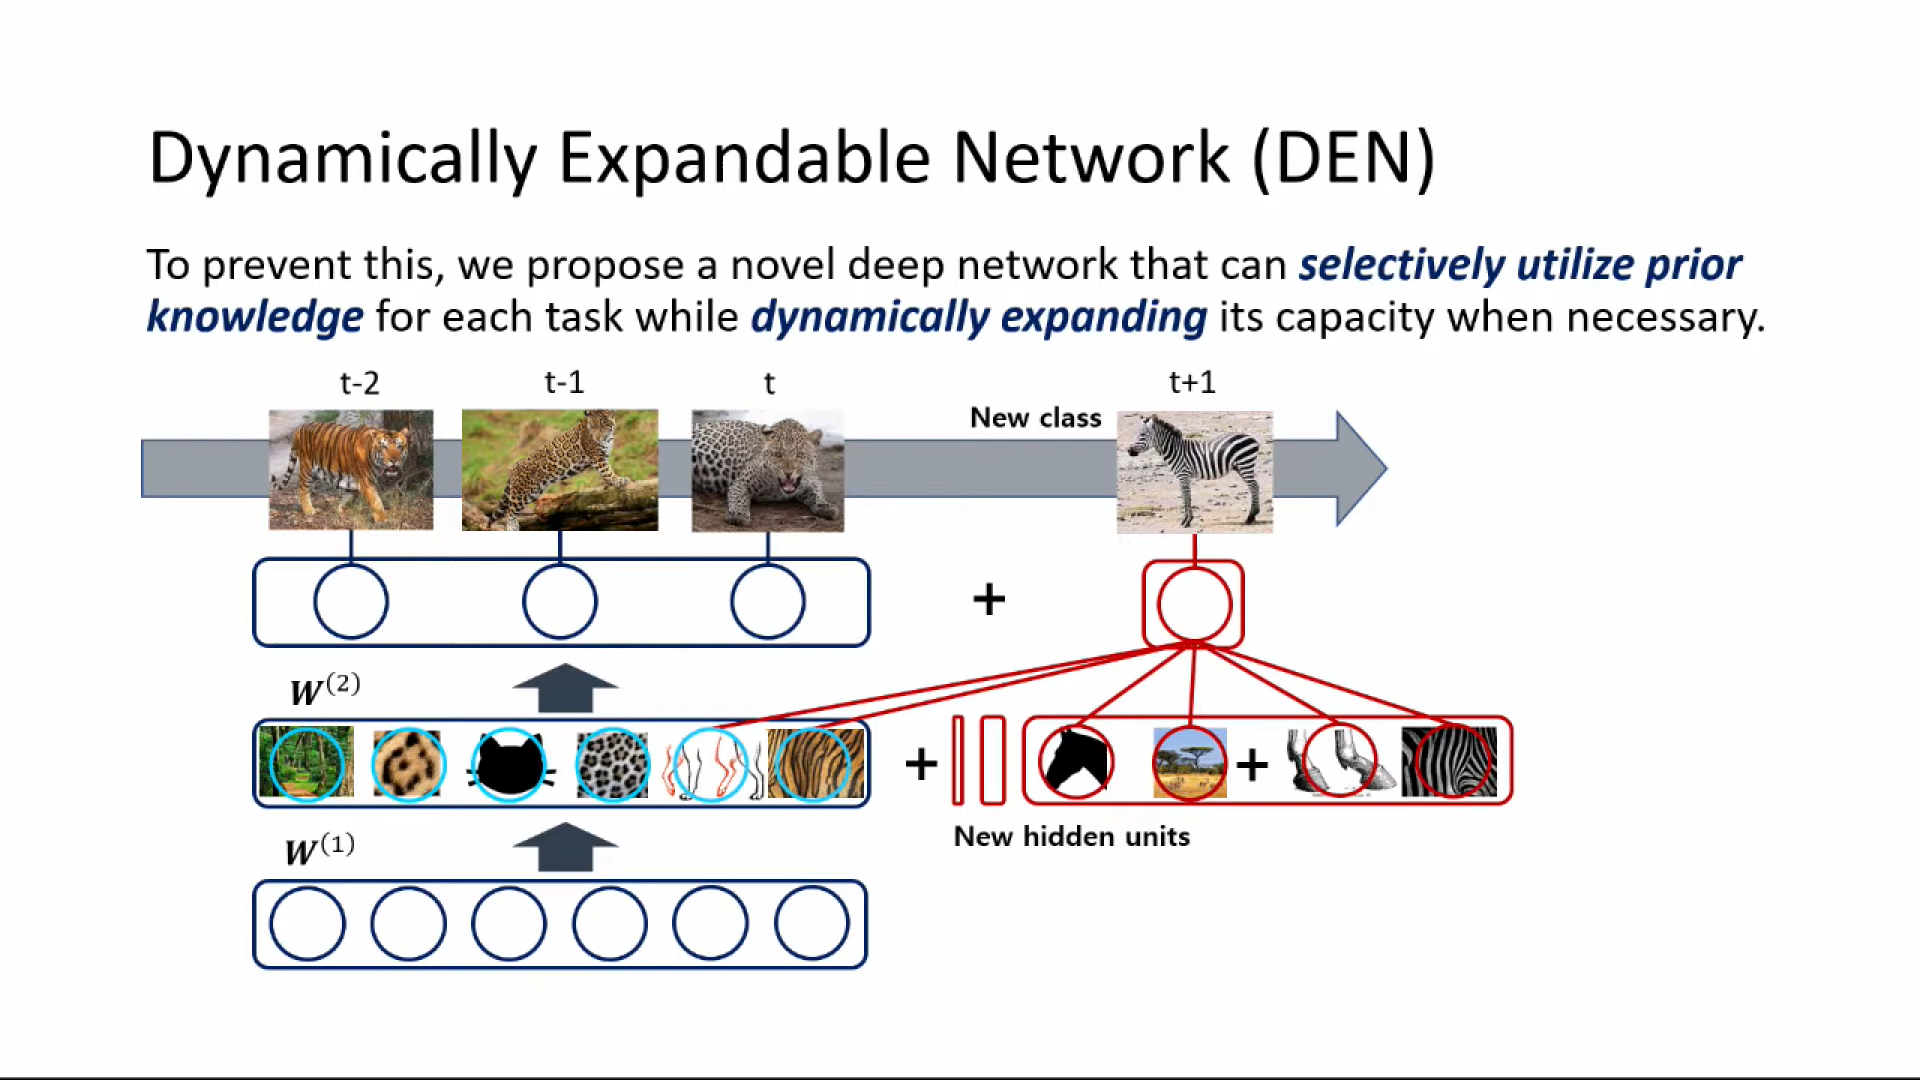 Dynamically Expandable Network (DEN)
To prevent this, we propose a novel deep network that can selectively utilize prior
knowledge for each task while dynamically expanding its capacity when necessary.
t-2 t-1 t t+1
New class
+
W^(2)
+ +
New hidden units
W^(1)